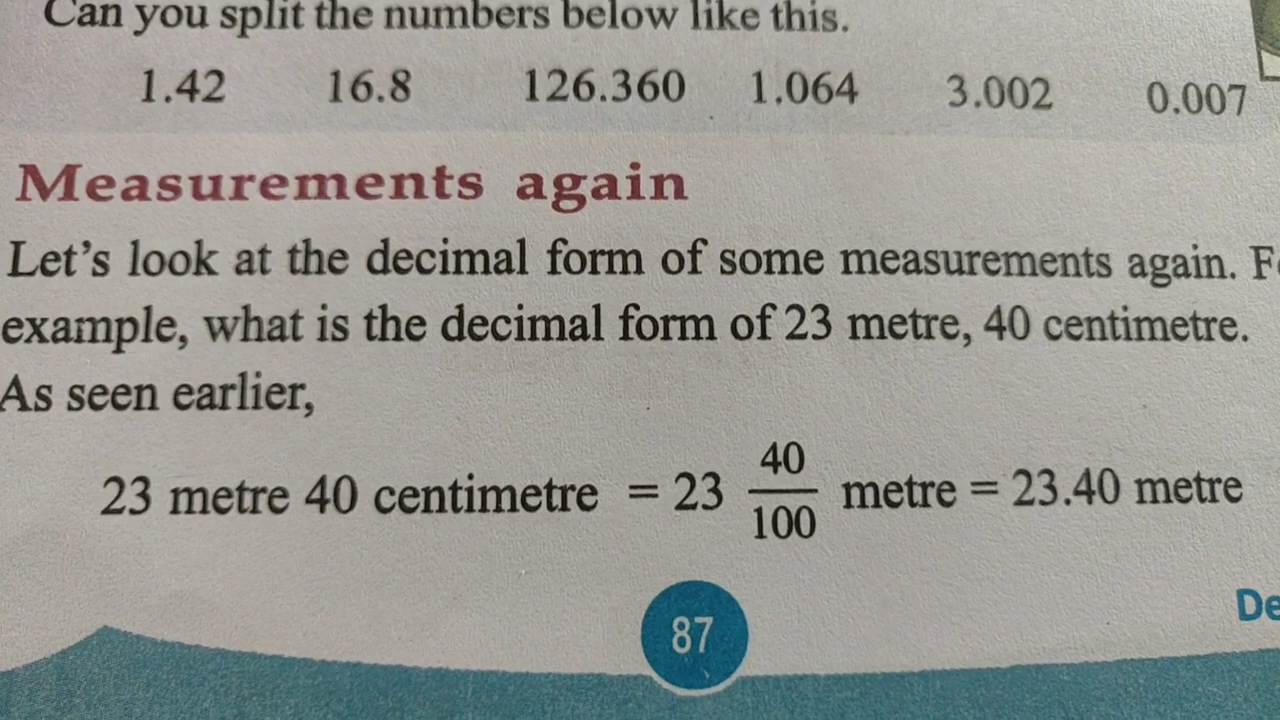 Can you split the numbers below like this.
1.42 16.8 126.360 1.064 3.002 0.007
Measurements again
Let's look at the decimal form of some measurements again.
example, what is the decimal form of 23 metre, 40 centimetre.
As seen earlier,
23 metre 40 centimetre = 23 40/100 metre = 23.40 metre
87